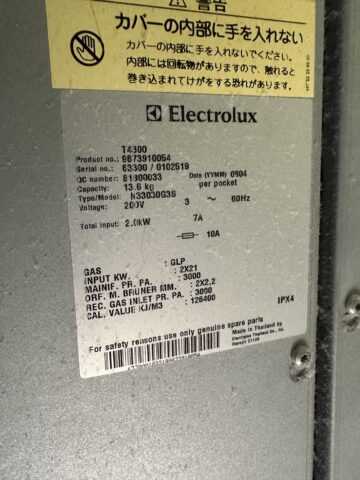 ⚠ 警告
カバーの内部に手を入れない
カバーの内部に手を入れないでください。
内部には回転物がありますので、触れると
巻き込まれてけがをする恐れがあります。
Electrolux
T4300
Product no.: 9873910054
Serial no.: 63300 / 0102519
QC number: 81300033 Date (YYMM) 0904
Capacity: 13.6 kg per pocket
Type/Model: N33030G3S
Voltage: 200V 3 ~ 60Hz
Total input: 2.0kW 7A
10A
GAS : GLP
INPUT KW. : 2X21
MAINIF. PR. PA. : 3000
ORF. M. BRUNER MM. : 2X2,2
REC. GAS INLET PR. PA. : 3000
CAL. VALUE KJ/M3 : 126400
IPX4
For safety reasons use only genuine spare parts
Made in Thailand by
Electrolux Thailand Co., Ltd.